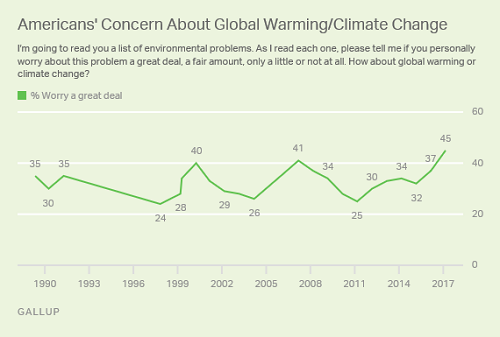 Americans' Concern About Global Warming/Climate Change
I'm going to read you a list of environmental problems. As I read each one, please tell me if you personally
worry about this problem a great deal, a fair amount, only a little or not at all. How about global warming or
climate change?
% Worry a great deal
60
45
41
40
40
37
35
35
34
34
32
30
30
29
28
26
25
24
20
0
1990 1993 1996 1999 2002 2005 2008 2011 2014 2017
GALLUP